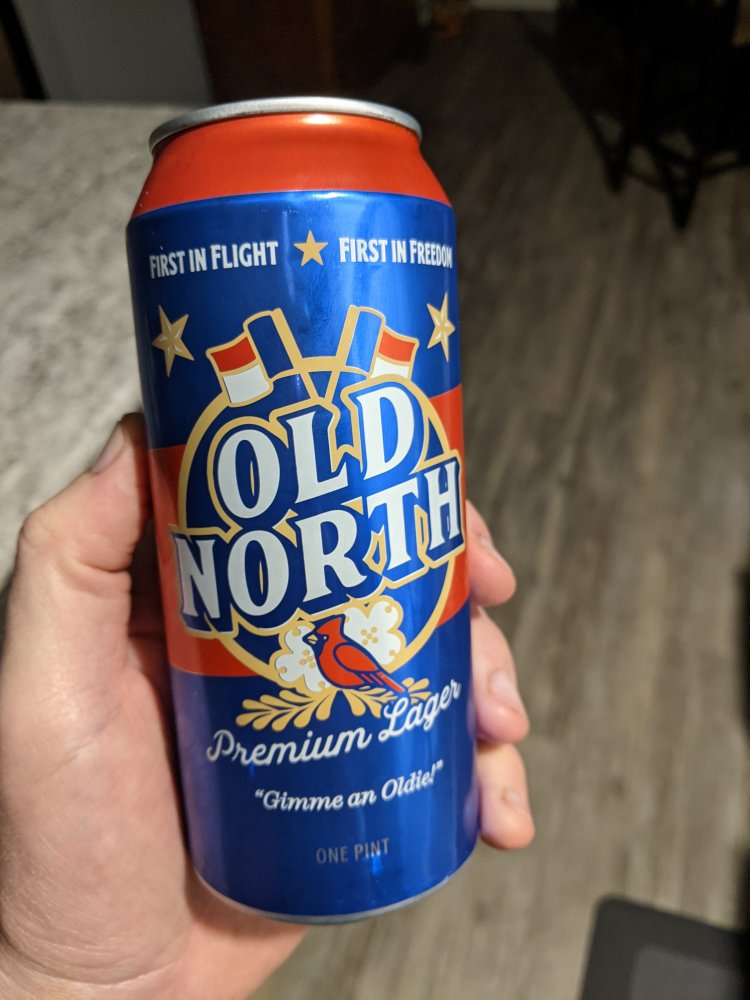 FIRST IN FLIGHT ★ FIRST IN FREEDOM
OLD
NORTH
Premium Lager
"Gimme an Oldie!"
ONE PINT